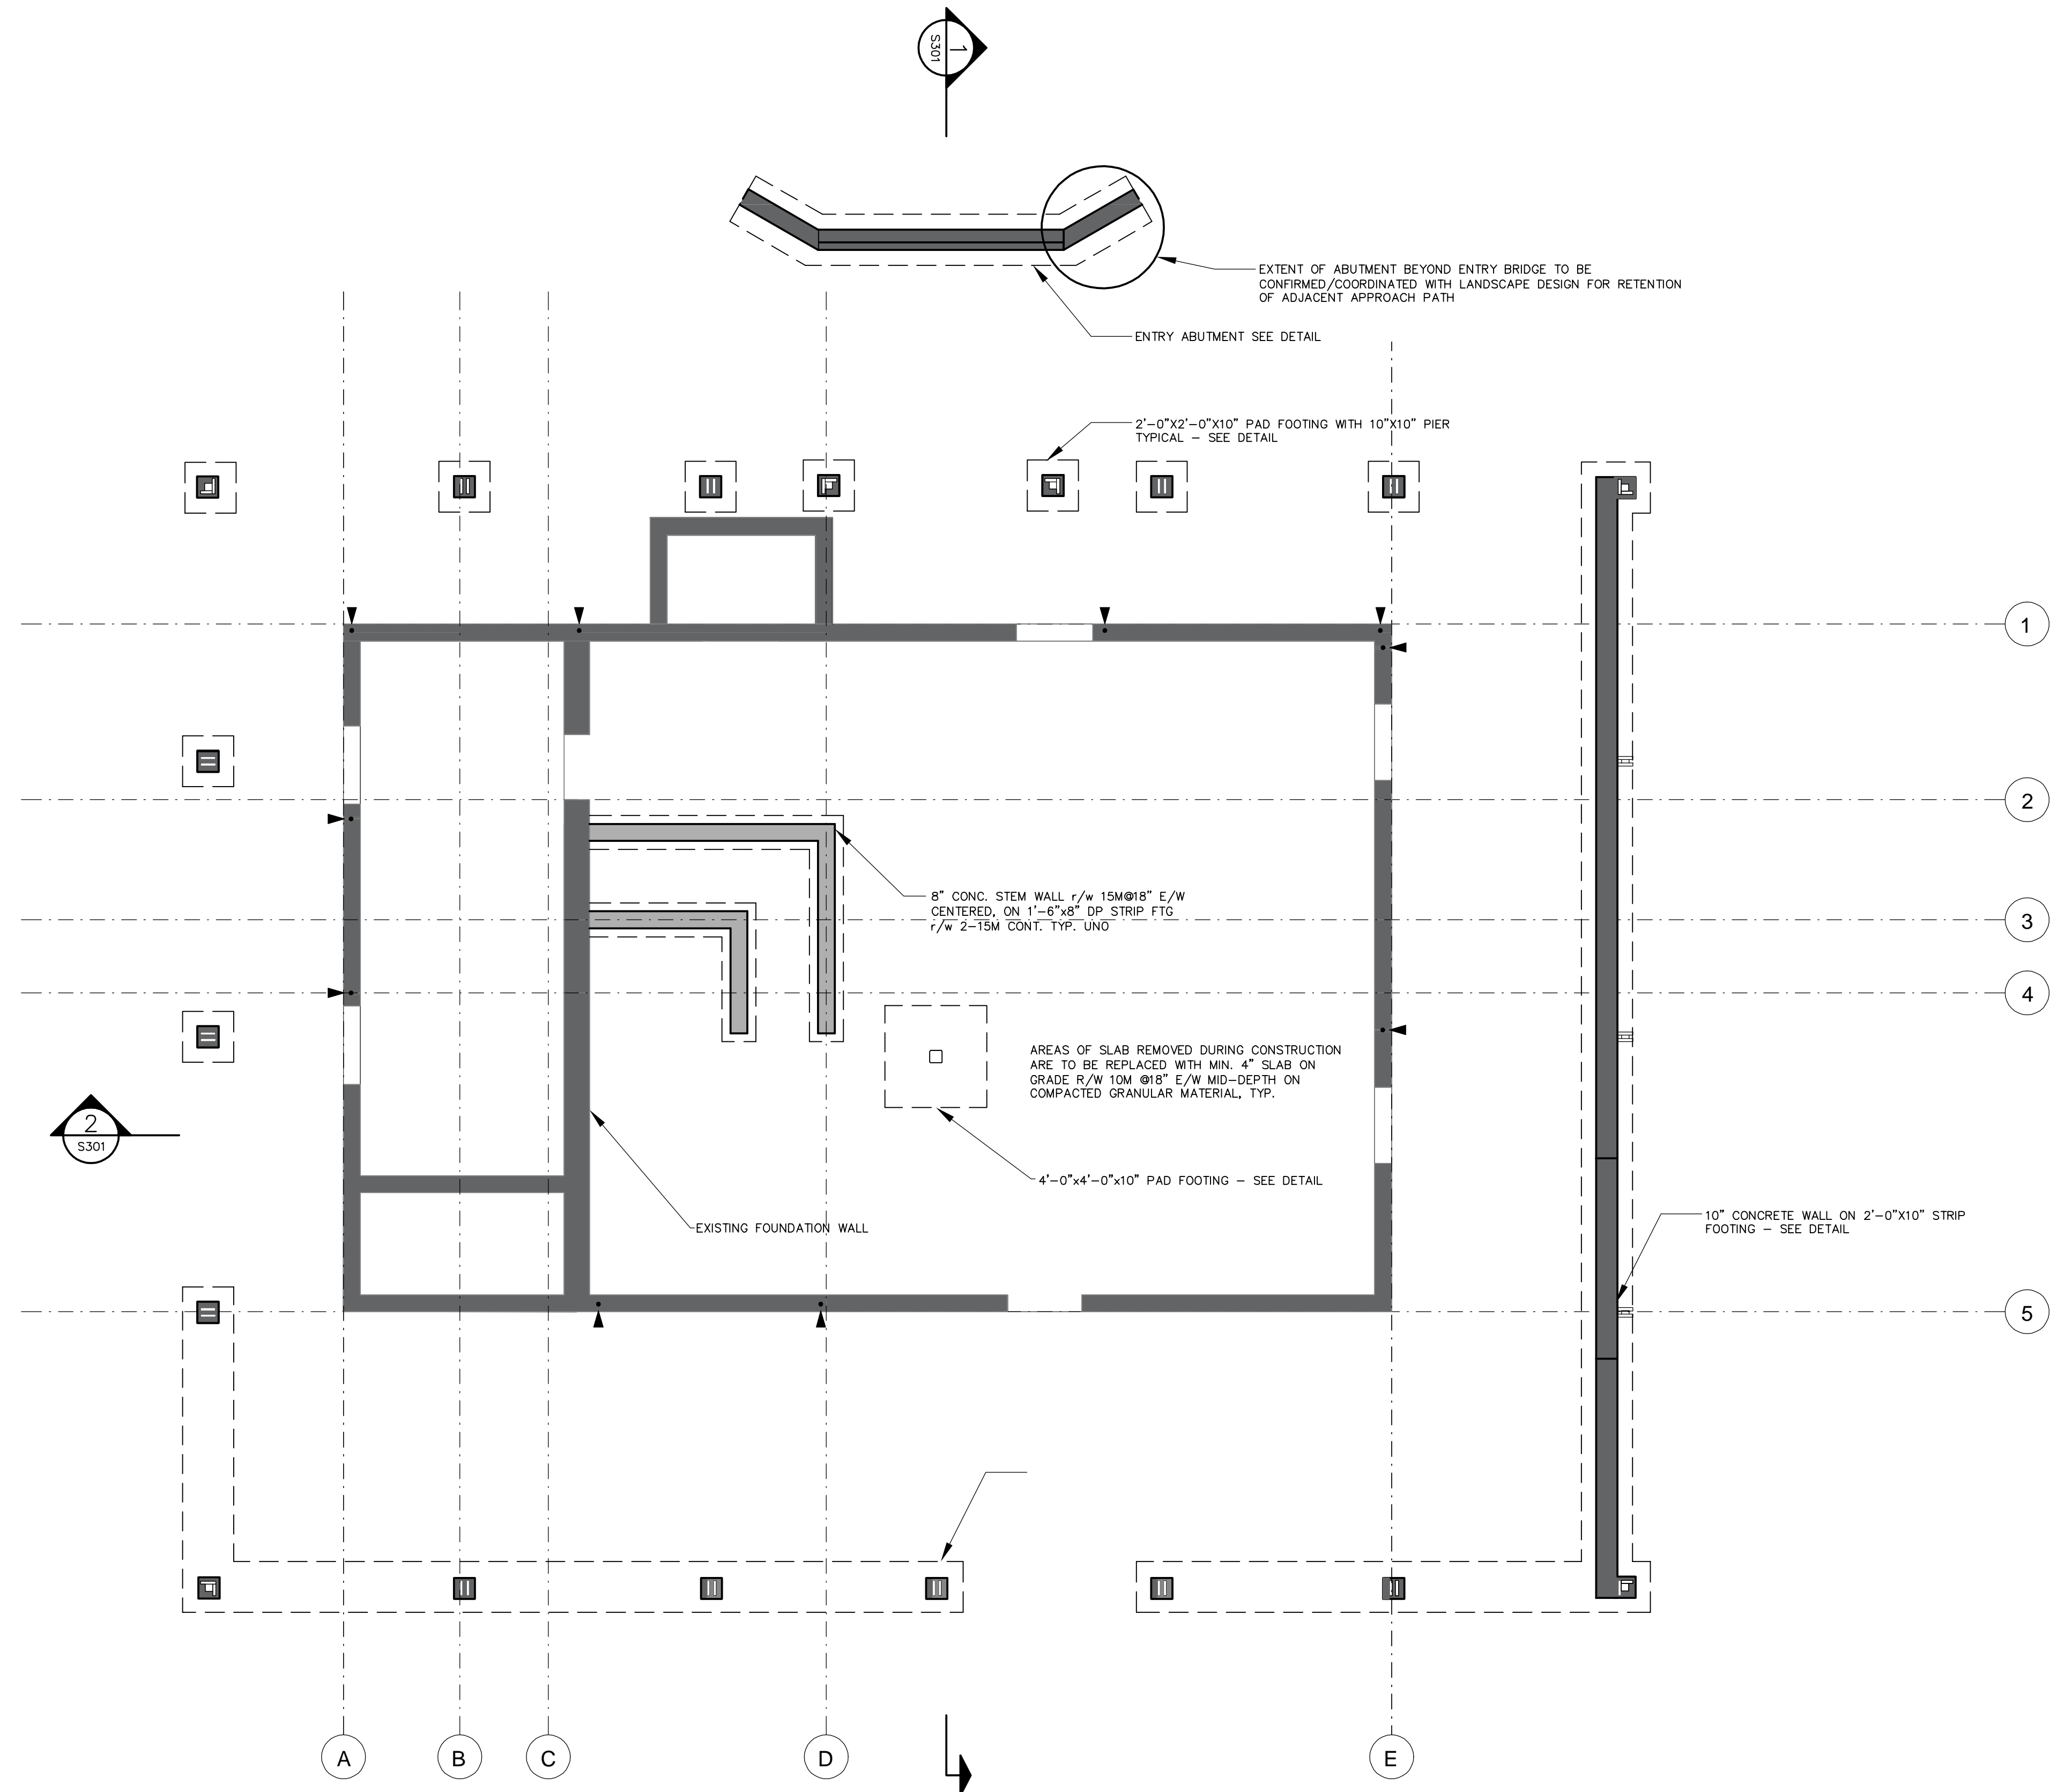 1
S301
EXTENT OF ABUTMENT BEYOND ENTRY BRIDGE TO BE
CONFIRMED/COORDINATED WITH LANDSCAPE DESIGN FOR RETENTION
OF ADJACENT APPROACH PATH
ENTRY ABUTMENT SEE DETAIL
2'-0"X2'-0"X10" PAD FOOTING WITH 10"X10" PIER
TYPICAL - SEE DETAIL
1
2
8" CONC. STEM WALL r/w 15M@18" E/W
CENTERED, ON 1'-6"x8" DP STRIP FTG
r/w 2-15M CONT. TYP. UNO
3
4
AREAS OF SLAB REMOVED DURING CONSTRUCTION
ARE TO BE REPLACED WITH MIN. 4" SLAB ON
GRADE R/W 10M @18" E/W MID-DEPTH ON
COMPACTED GRANULAR MATERIAL, TYP.
2
S301
4'-0"x4'-0"x10" PAD FOOTING - SEE DETAIL
EXISTING FOUNDATION WALL
10" CONCRETE WALL ON 2'-0"X10" STRIP
FOOTING - SEE DETAIL
5
A
B
C
D
E